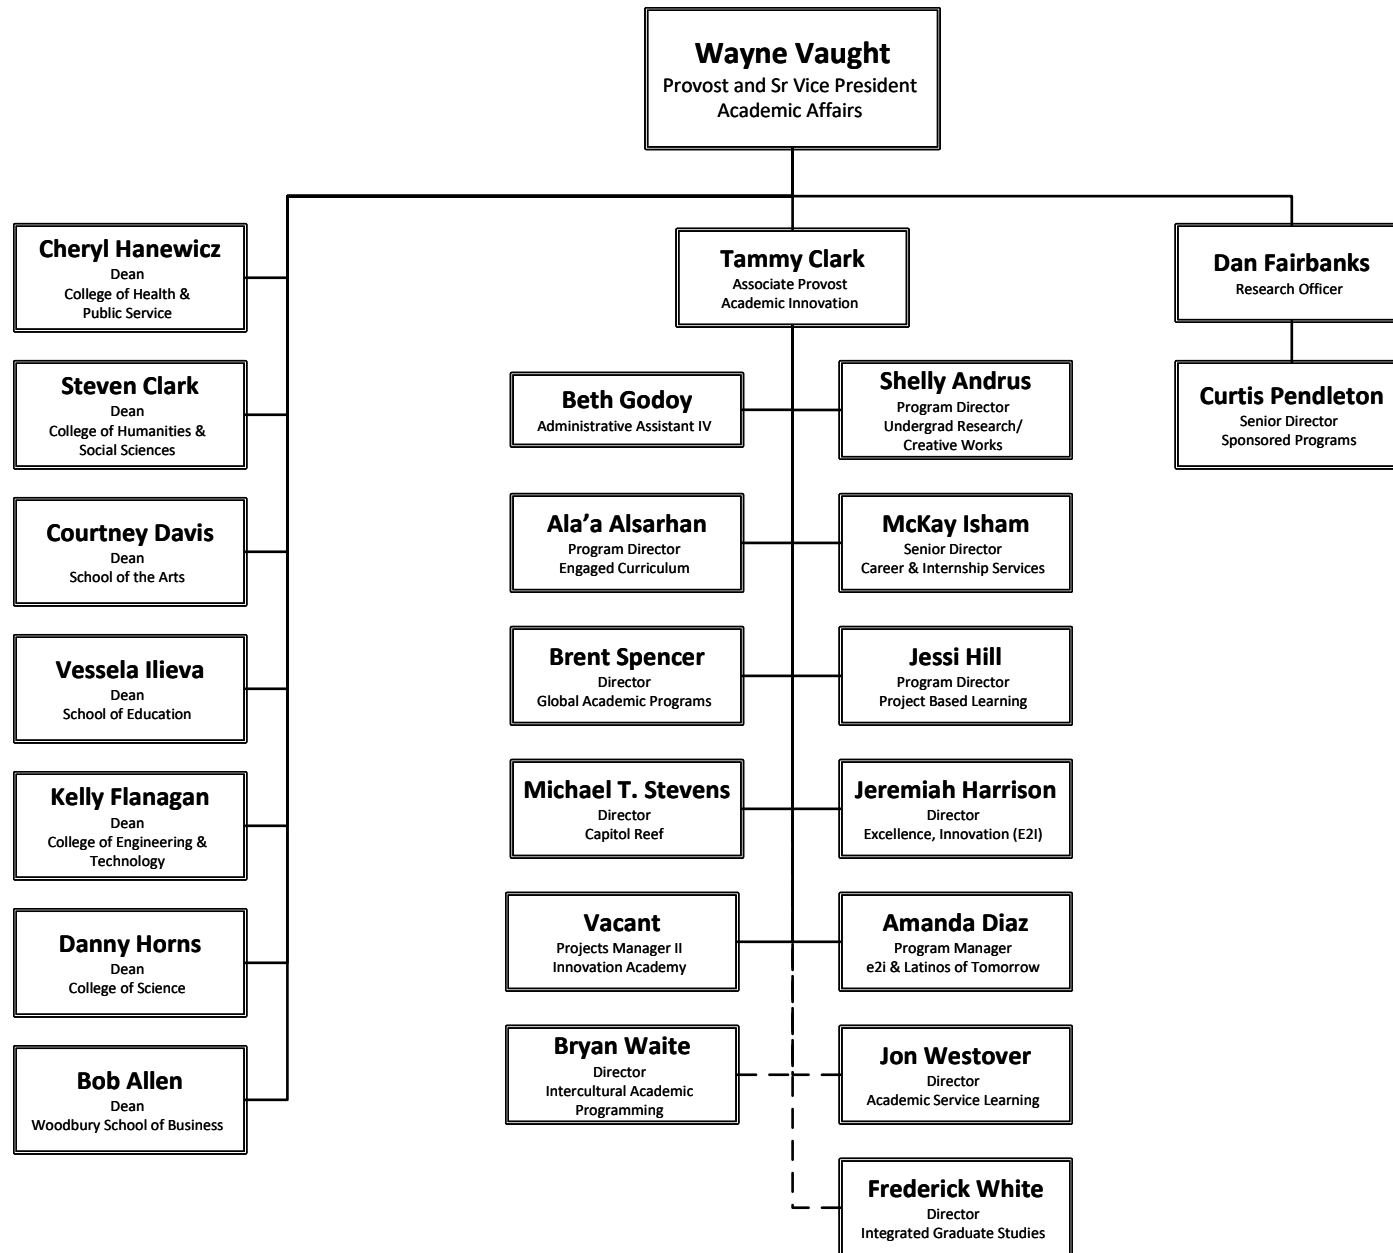 Wayne Vaught
Provost and Sr Vice President
Academic Affairs
Cheryl Hanewicz
Dean
College of Health &
Public Service
Steven Clark
Dean
College of Humanities &
Social Sciences
Courtney Davis
Dean
School of the Arts
Vessela Ilieva
Dean
School of Education
Kelly Flanagan
Dean
College of Engineering &
Technology
Danny Horns
Dean
College of Science
Bob Allen
Dean
Woodbury School of Business
Tammy Clark
Associate Provost
Academic Innovation
Beth Godoy
Administrative Assistant IV
Shelly Andrus
Program Director
Undergrad Research/
Creative Works
Ala’a Alsarhan
Program Director
Engaged Curriculum
McKay Isham
Senior Director
Career & Internship Services
Brent Spencer
Director
Global Academic Programs
Jessi Hill
Program Director
Project Based Learning
Michael T. Stevens
Director
Capitol Reef
Jeremiah Harrison
Director
Excellence, Innovation (E2I)
Vacant
Projects Manager II
Innovation Academy
Amanda Diaz
Program Manager
e2i & Latinos of Tomorrow
Bryan Waite
Director
Intercultural Academic
Programming
Jon Westover
Director
Academic Service Learning
Frederick White
Director
Integrated Graduate Studies
Dan Fairbanks
Research Officer
Curtis Pendleton
Senior Director
Sponsored Programs